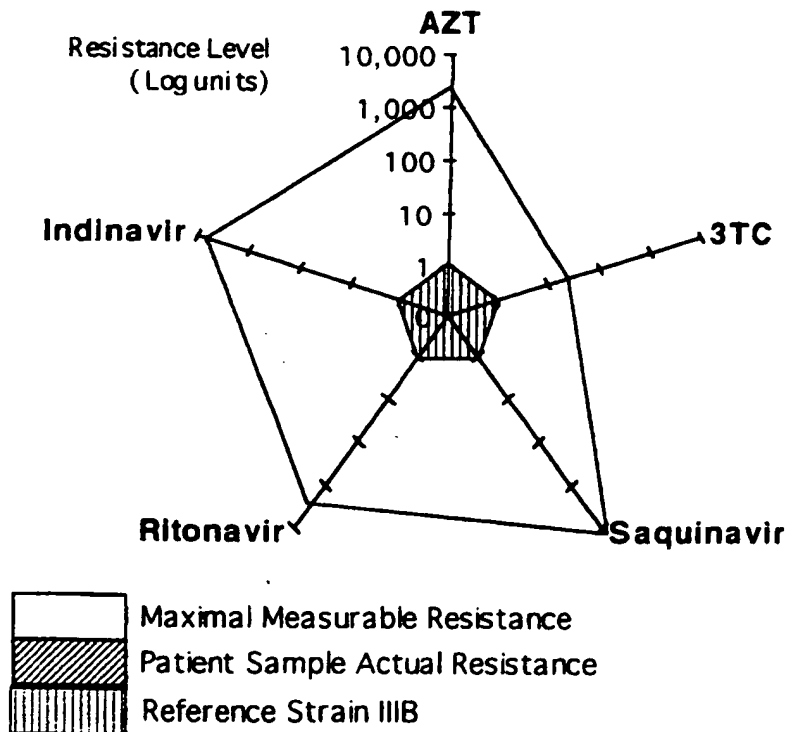 AZT
Resistance Level
(Log units)
10,000
1,000
100
10
1
0
Indinavir
3TC
Ritonavir
Saquinavir
Maximal Measurable Resistance
Patient Sample Actual Resistance
Reference Strain IIIB